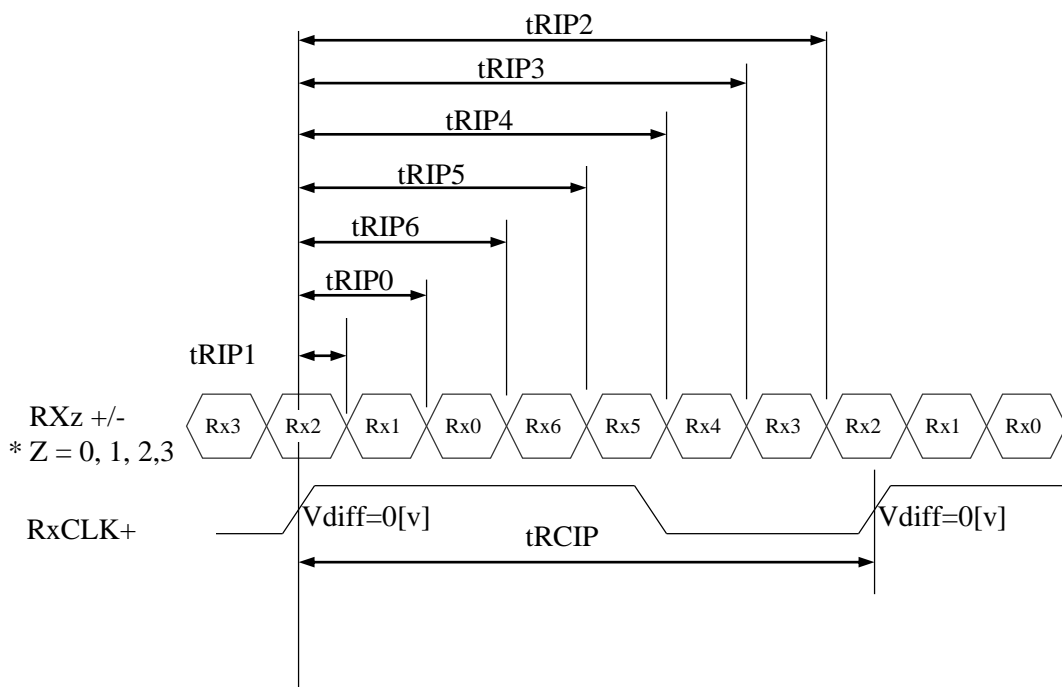 tRIP2
tRIP3
tRIP4
tRIP5
tRIP6
tRIP0
tRIP1
RXz +/-
* Z = 0, 1, 2,3
Rx3 Rx2 Rx1 Rx0 Rx6 Rx5 Rx4 Rx3 Rx2 Rx1 Rx0
RxCLK+
Vdiff=0[v] Vdiff=0[v]
tRCIP